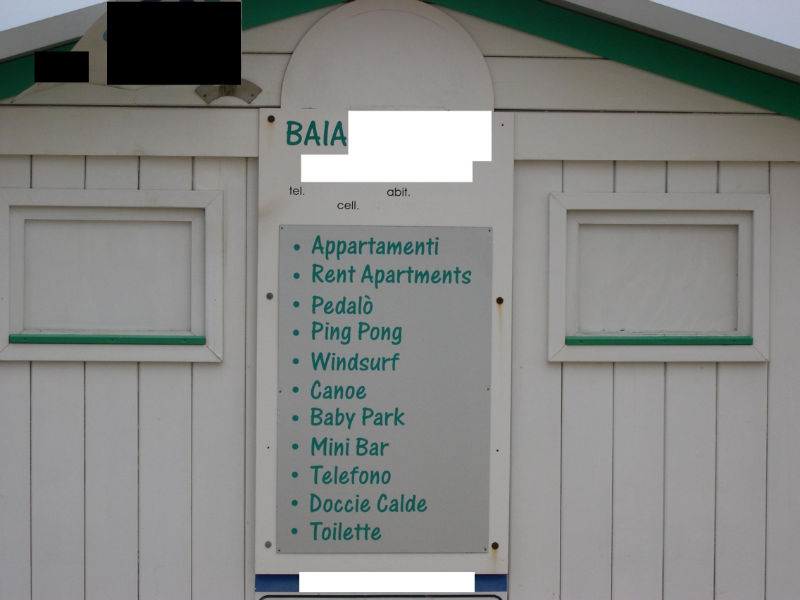 BAIA
tel. abit.
cell.
• Appartamenti
• Rent Apartments
• Pedalò
• Ping Pong
• Windsurf
• Canoe
• Baby Park
• Mini Bar
• Telefono
• Doccie Calde
• Toilette